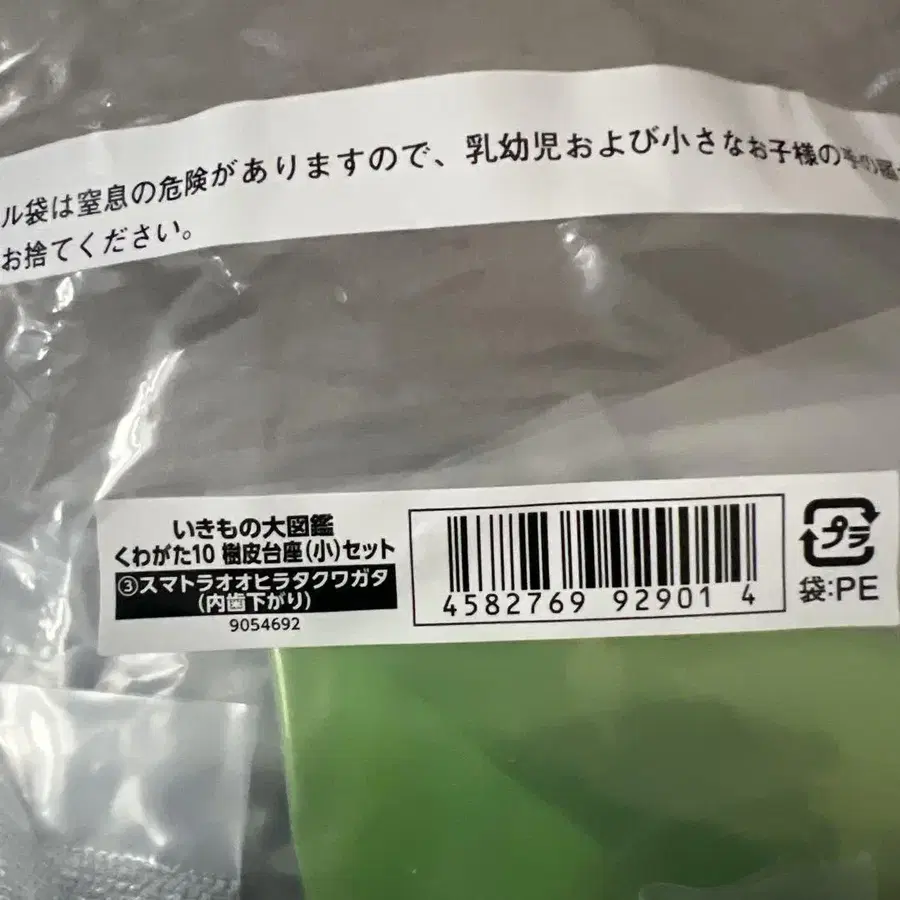 ル袋は窒息の危険がありますので、乳幼児および小さなお子様の手の届
お捨てください。
いきもの大図鑑
くわがた10 樹皮台座(小)セット
③スマトラオオヒラタクワガタ
(内歯下がり)
9054692
4582769 92901 4
プラ
袋:PE